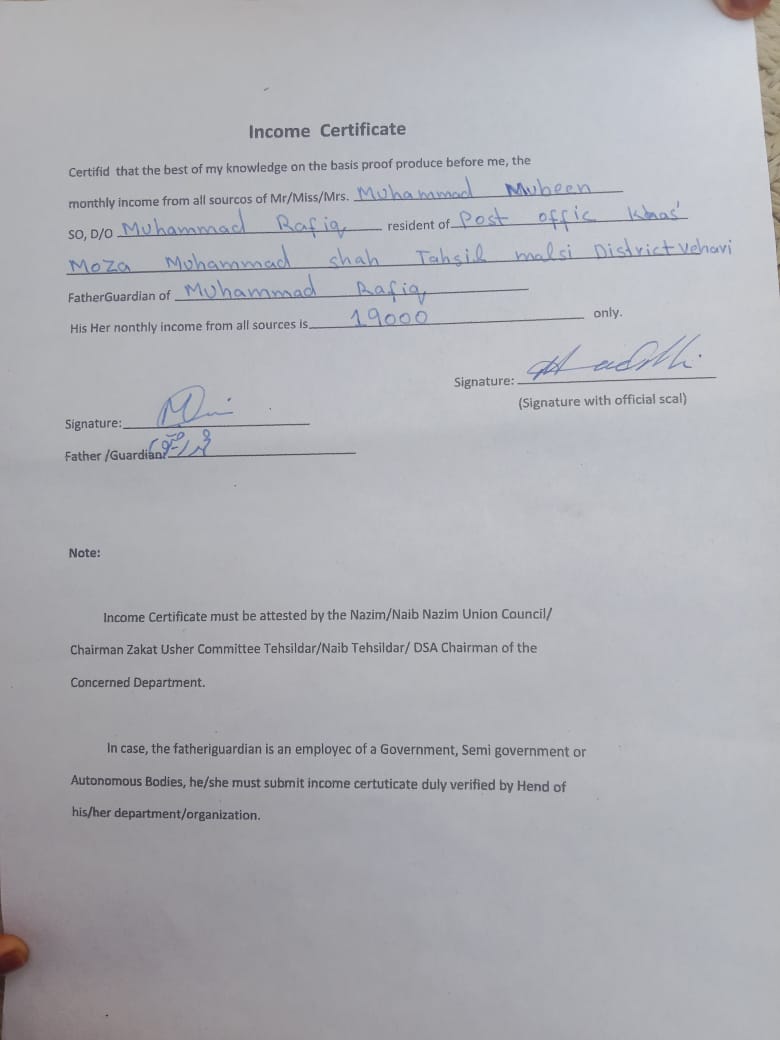 Income Certificate
Certifid that the best of my knowledge on the basis proof produce before me, the
monthly income from all sourcos of Mr/Miss/Mrs. Muhammad Mubeen
SO, D/O Muhammad Rafiq resident of Post offic khas'
Moza Mohammad shah Tahsil malsi District vehari
FatherGuardian of Muhammad Rafiq
His Her nonthly income from all sources is 19000 only.
Signature:
(Signature with official scal)
Signature:
Father /Guardian:
Note:
Income Certificate must be attested by the Nazim/Naib Nazim Union Council/
Chairman Zakat Usher Committee Tehsildar/Naib Tehsildar/ DSA Chairman of the
Concerned Department.
In case, the fatheriguardian is an employec of a Government, Semi government or
Autonomous Bodies, he/she must submit income certuticate duly verified by Hend of
his/her department/organization.